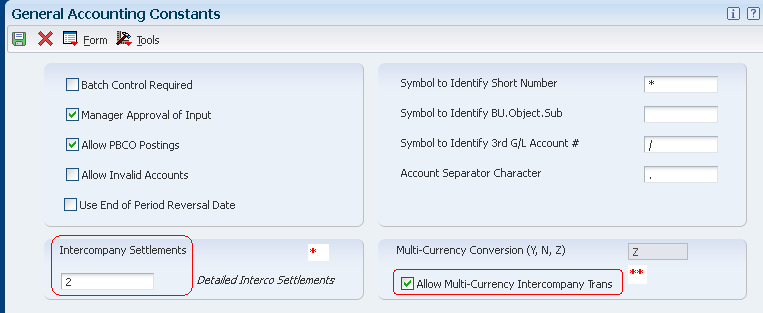 General Accounting Constants
Form Tools
Batch Control Required
Manager Approval of Input
Allow PBCO Postings
Allow Invalid Accounts
Use End of Period Reversal Date
Symbol to Identify Short Number *
Symbol to Identify BU.Object.Sub
Symbol to Identify 3rd G/L Account # /
Account Separator Character .
Intercompany Settlements *
2 Detailed Interco Settlements
Multi-Currency Conversion (Y, N, Z) Z
Allow Multi-Currency Intercompany Trans **